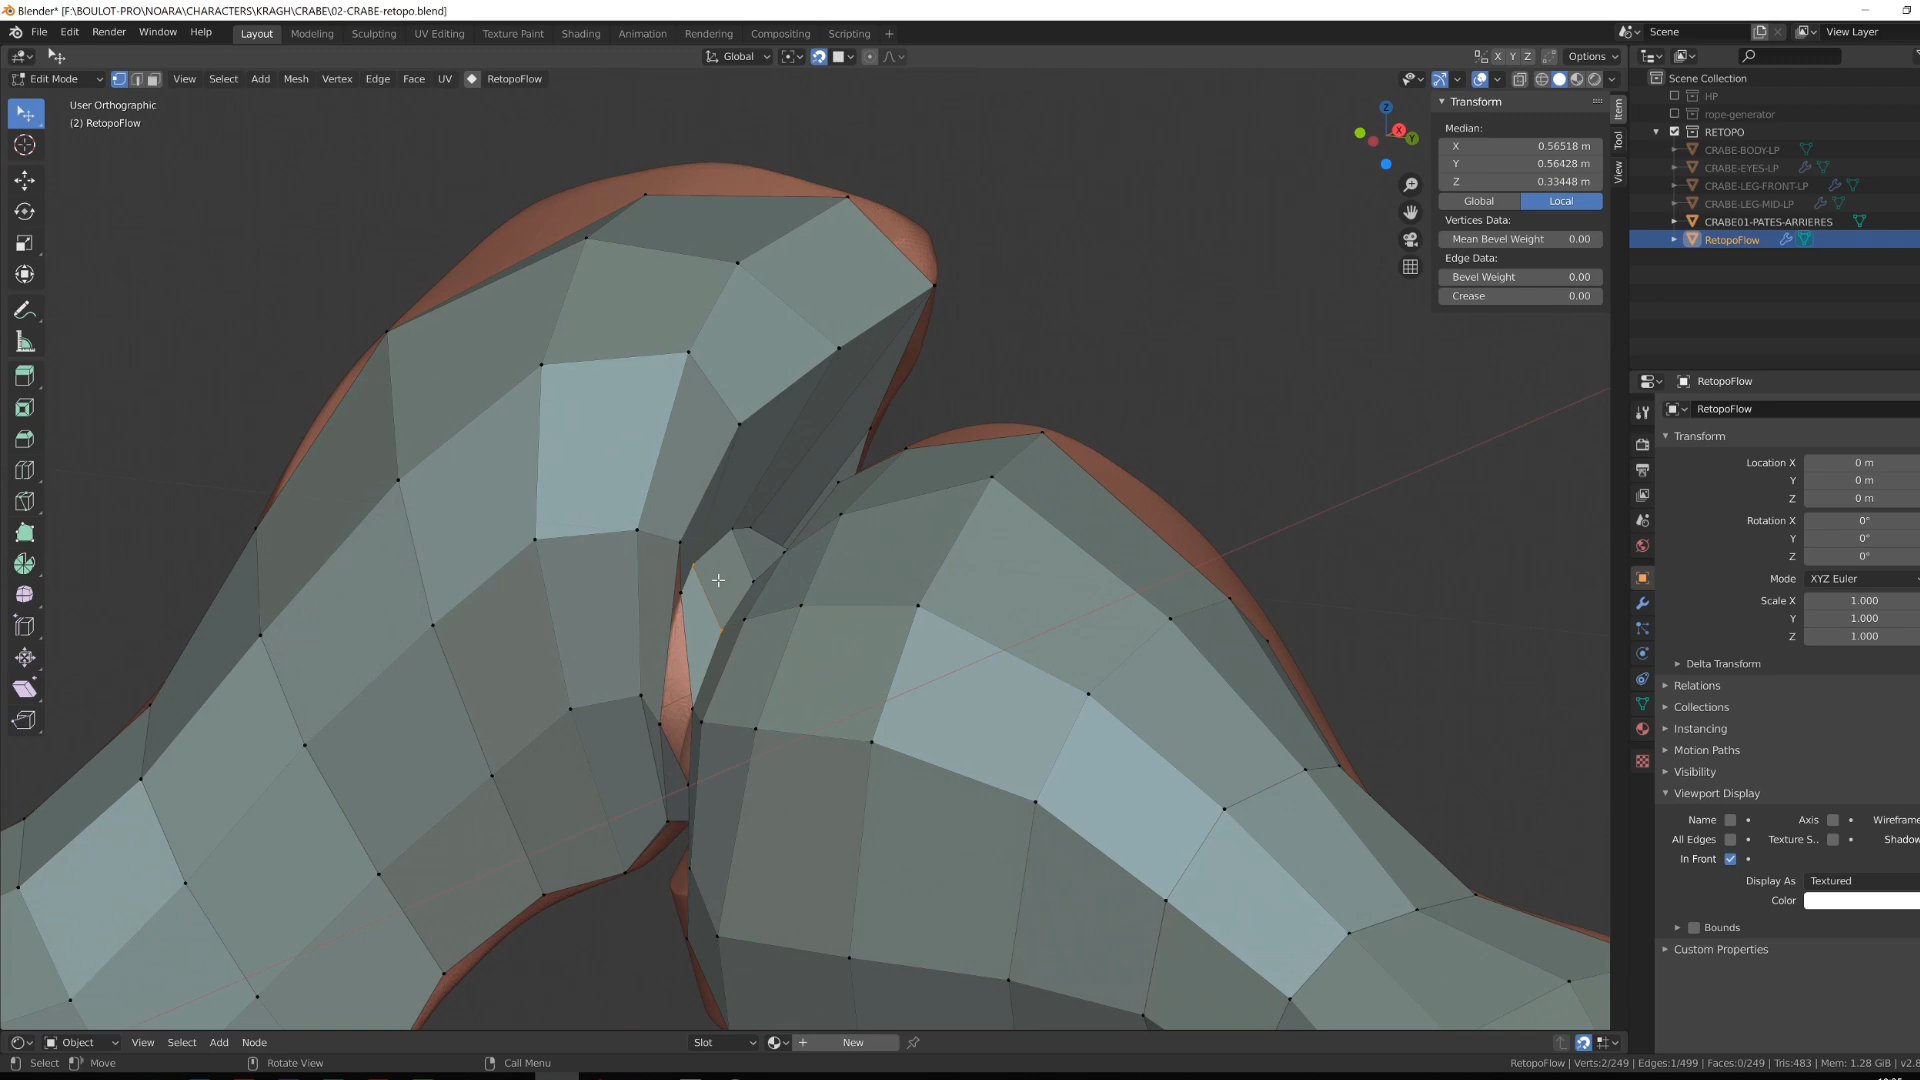 Blender* [F:\BOULOT-PRO\NOARA\CHARACTERS\KRAGH\CRABE\02-CRABE-retopo.blend]
File Edit Render Window Help Layout Modeling Sculpting UV Editing Texture Paint Shading Animation Rendering Compositing Scripting + Scene View Layer
Global X Y Z Options
Edit Mode View Select Add Mesh Vertex Edge Face UV RetopoFlow
User Orthographic
(2) RetopoFlow
Z
X
Y
Transform
Median:
X 0.56518 m
Y 0.56428 m
Z 0.33448 m
Global Local
Vertices Data:
Mean Bevel Weight 0.00
Edge Data:
Bevel Weight 0.00
Crease 0.00
Item
Tool
View
Scene Collection
HP
rope-generator
RETOPO
CRABE-BODY-LP
CRABE-EYES-LP
CRABE-LEG-FRONT-LP
CRABE-LEG-MID-LP
CRABE01-PATES-ARRIERES
RetopoFlow
RetopoFlow
RetopoFlow
Transform
Location X 0 m
Y 0 m
Z 0 m
Rotation X 0°
Y 0°
Z 0°
Mode XYZ Euler
Scale X 1.000
Y 1.000
Z 1.000
Delta Transform
Relations
Collections
Instancing
Motion Paths
Visibility
Viewport Display
Name Axis Wireframe
All Edges Texture S.. Shadow
In Front
Display As Textured
Color
Bounds
Custom Properties
Object View Select Add Node Slot + New
Select Move Rotate View Call Menu RetopoFlow | Verts:2/249 | Edges:1/499 | Faces:0/249 | Tris:483 | Mem: 1.28 GiB | v2.8